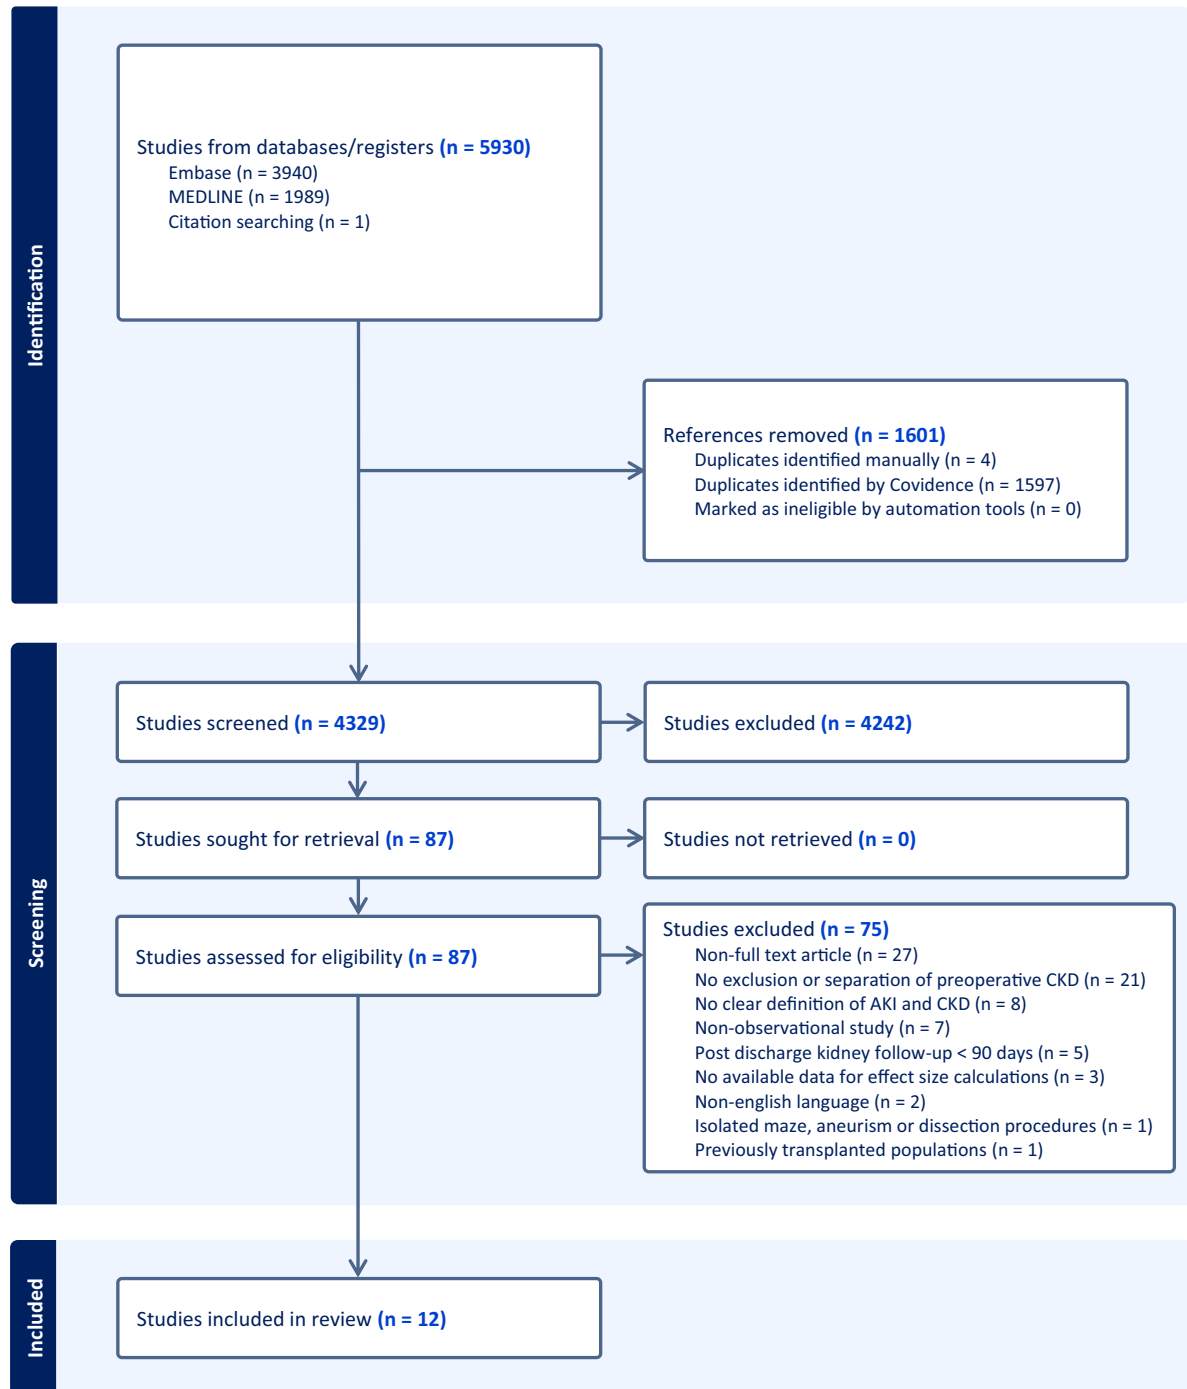 Identification
Studies from databases/registers (n = 5930)
Embase (n = 3940)
MEDLINE (n = 1989)
Citation searching (n = 1)
References removed (n = 1601)
Duplicates identified manually (n = 4)
Duplicates identified by Covidence (n = 1597)
Marked as ineligible by automation tools (n = 0)
Screening
Studies screened (n = 4329)
Studies excluded (n = 4242)
Studies sought for retrieval (n = 87)
Studies not retrieved (n = 0)
Studies assessed for eligibility (n = 87)
Studies excluded (n = 75)
Non-full text article (n = 27)
No exclusion or separation of preoperative CKD (n = 21)
No clear definition of AKI and CKD (n = 8)
Non-observational study (n = 7)
Post discharge kidney follow-up < 90 days (n = 5)
No available data for effect size calculations (n = 3)
Non-english language (n = 2)
Isolated maze, aneurism or dissection procedures (n = 1)
Previously transplanted populations (n = 1)
Included
Studies included in review (n = 12)